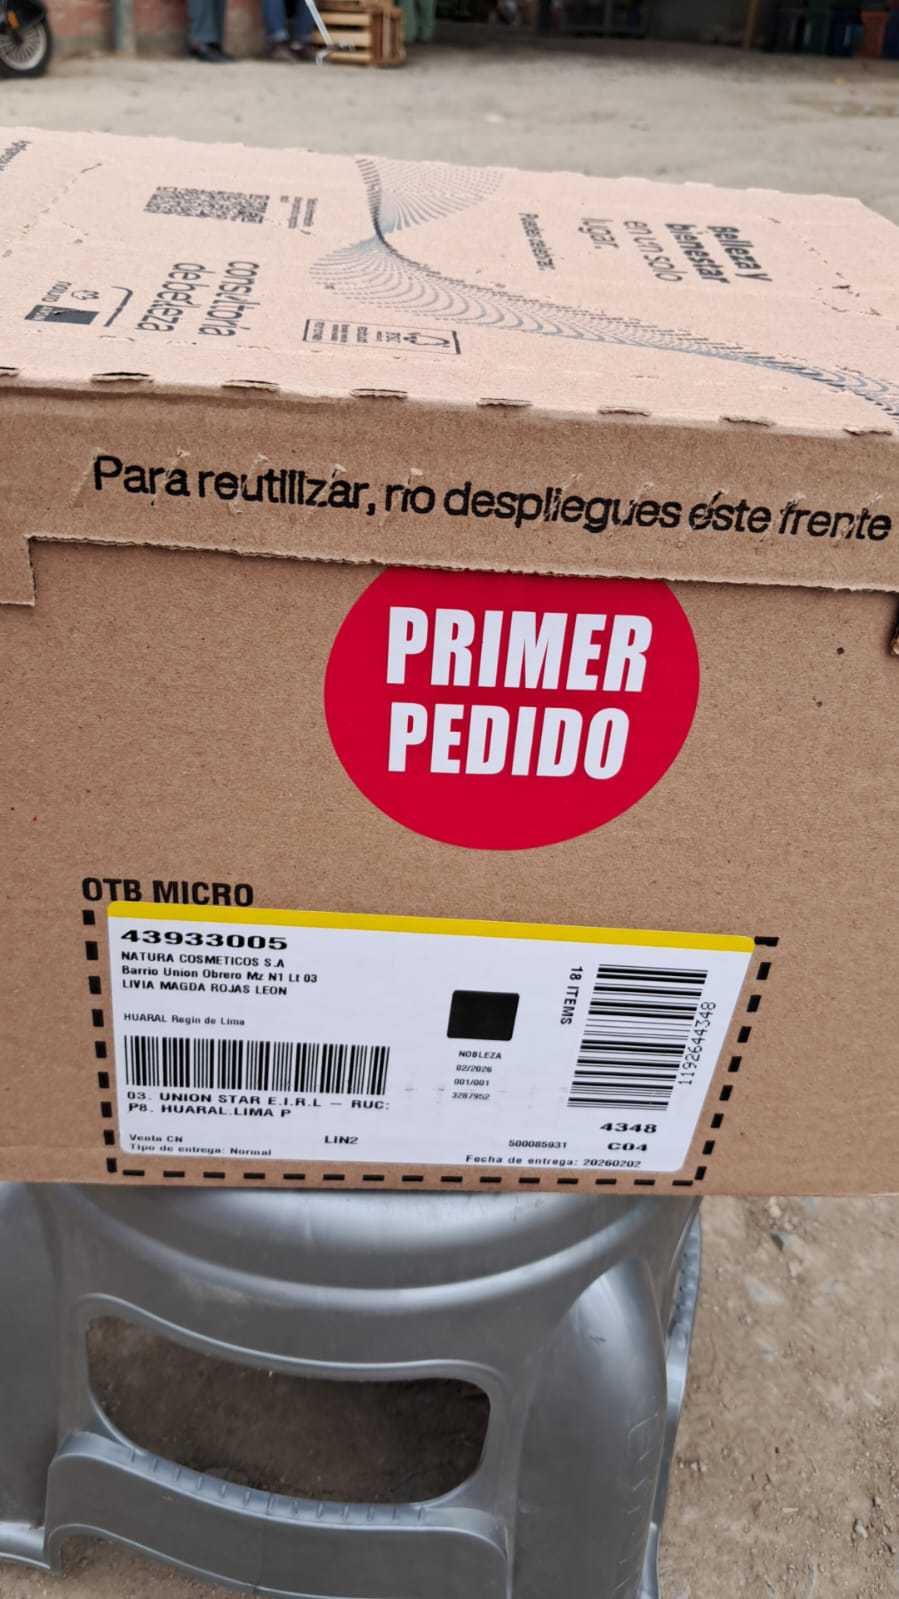 Belleza y
bienestar
en un solo
lugar
consultoría
de belleza
Para reutilizar, no despliegues este frente
PRIMER
PEDIDO
OTB MICRO
43933005
NATURA COSMETICOS S.A
Barrio Union Obrero Mz N1 Lt 03
LIVIA MAGDA ROJAS LEON
HUARAL Regin de Lima
18 ITEMS
1192644348
NOBLEZA
02/2026
001/001
3287952
03. UNION STAR E.I.R.L – RUC:
P8. HUARAL.LIMA P
4348
Venta CN
LIN2
500085931
C04
Tipo de entrega: Normal
Fecha de entrega: 20260202